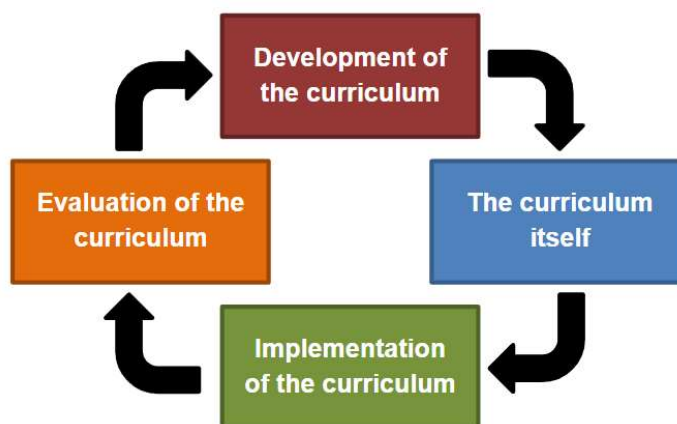 Development of
the curriculum
The curriculum
itself
Implementation
of the curriculum
Evaluation of the
curriculum